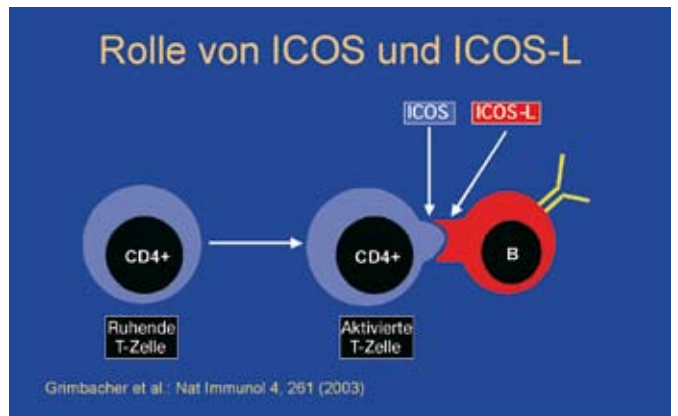 Rolle von ICOS und ICOS-L
ICOS
ICOS-L
CD4+
CD4+
B
Ruhende
T-Zelle
Aktivierte
T-Zelle
Grimbacher et al.: Nat Immunol 4, 261 (2003)